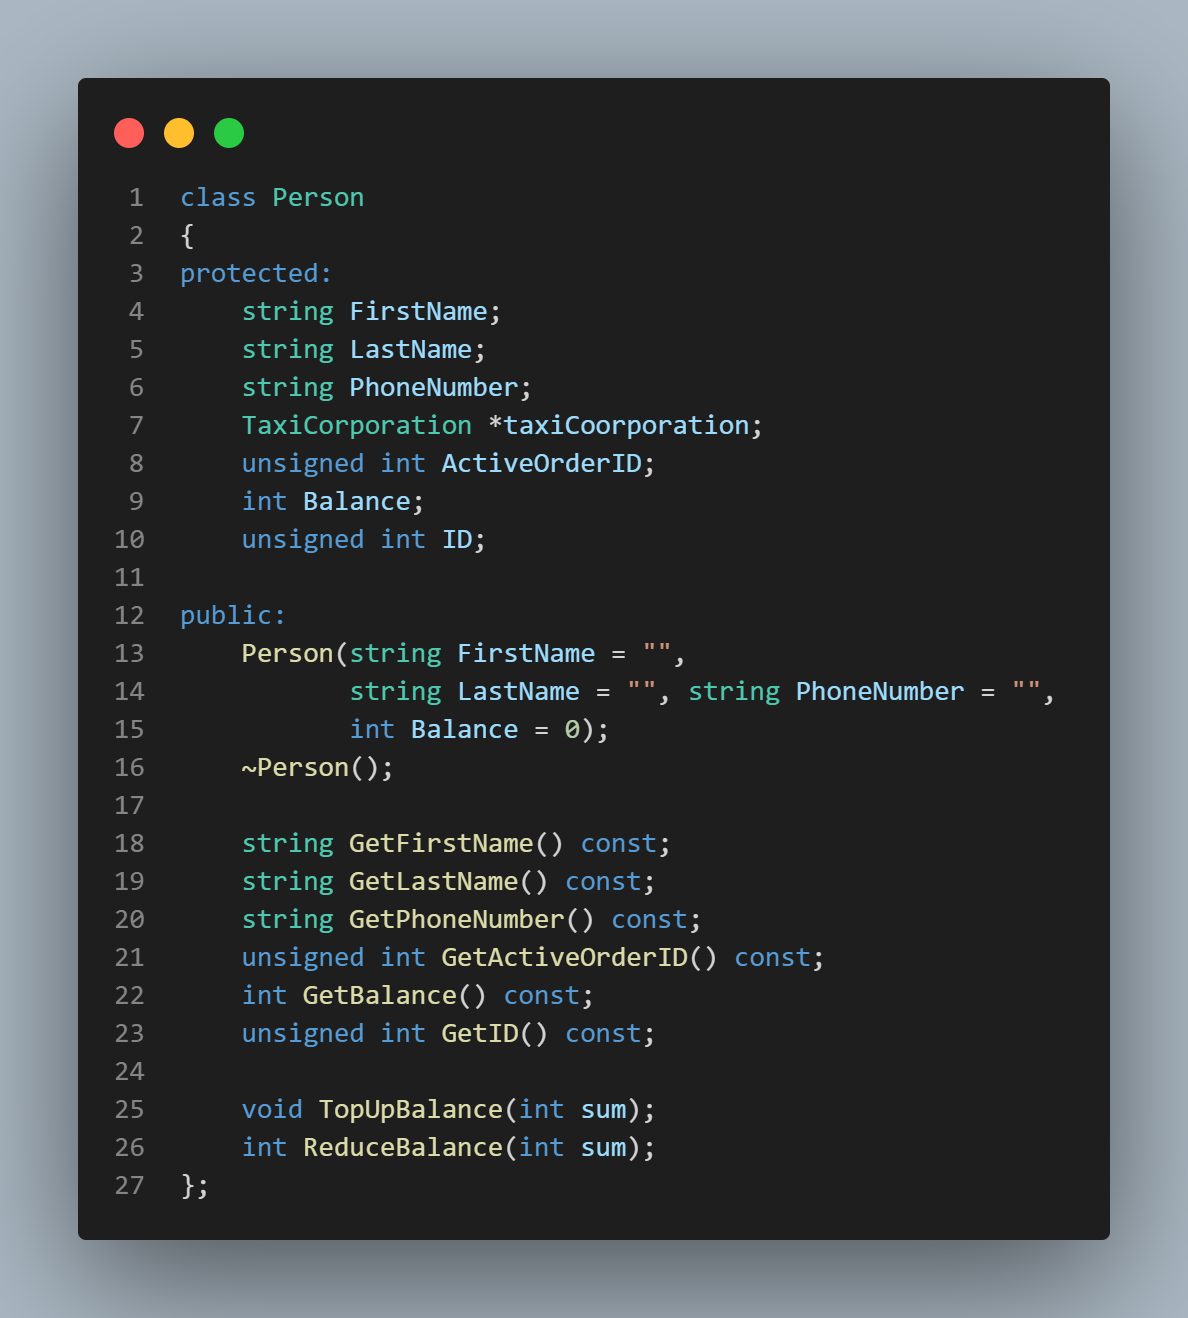 1 class Person
2 {
3 protected:
4     string FirstName;
5     string LastName;
6     string PhoneNumber;
7     TaxiCorporation *taxiCoorporation;
8     unsigned int ActiveOrderID;
9     int Balance;
10     unsigned int ID;
11
12 public:
13     Person(string FirstName = "",
14            string LastName = "", string PhoneNumber = "",
15            int Balance = 0);
16     ~Person();
17
18     string GetFirstName() const;
19     string GetLastName() const;
20     string GetPhoneNumber() const;
21     unsigned int GetActiveOrderID() const;
22     int GetBalance() const;
23     unsigned int GetID() const;
24
25     void TopUpBalance(int sum);
26     int ReduceBalance(int sum);
27 };